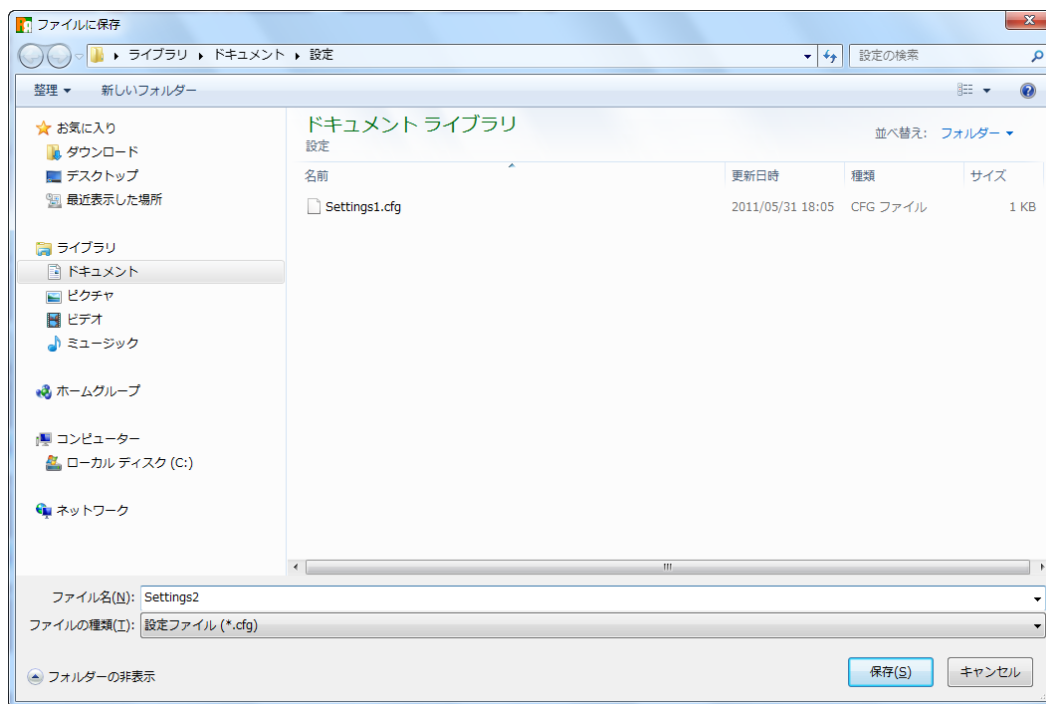 ファイルに保存
ライブラリ ドキュメント 設定
設定の検索
整理 新しいフォルダー
お気に入り
ダウンロード
デスクトップ
最近表示した場所
ライブラリ
ドキュメント
ピクチャ
ビデオ
ミュージック
ホームグループ
コンピューター
ローカル ディスク (C:)
ネットワーク
ドキュメント ライブラリ
設定
並べ替え: フォルダー
名前 更新日時 種類 サイズ
Settings1.cfg 2011/05/31 18:05 CFG ファイル 1 KB
ファイル名(N): Settings2
ファイルの種類(T): 設定ファイル (*.cfg)
フォルダーの非表示
保存(S) キャンセル